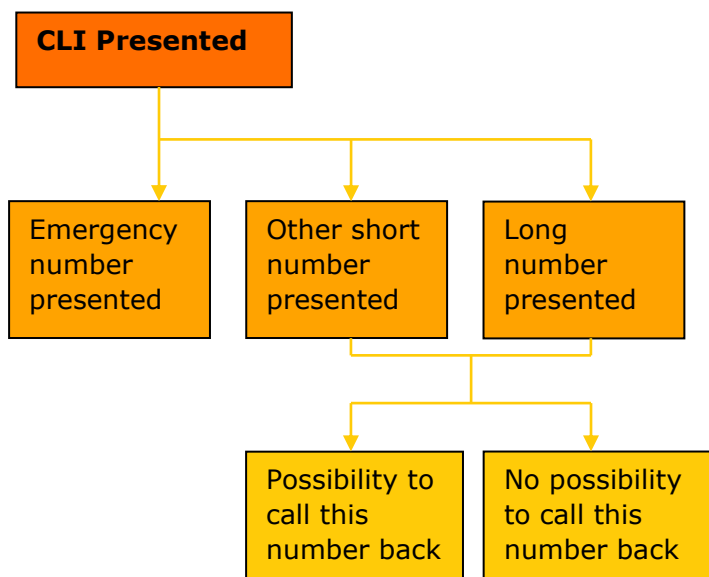 CLI Presented
Emergency
number
presented
Other short
number
presented
Long
number
presented
Possibility to
call this
number back
No possibility
to call this
number back